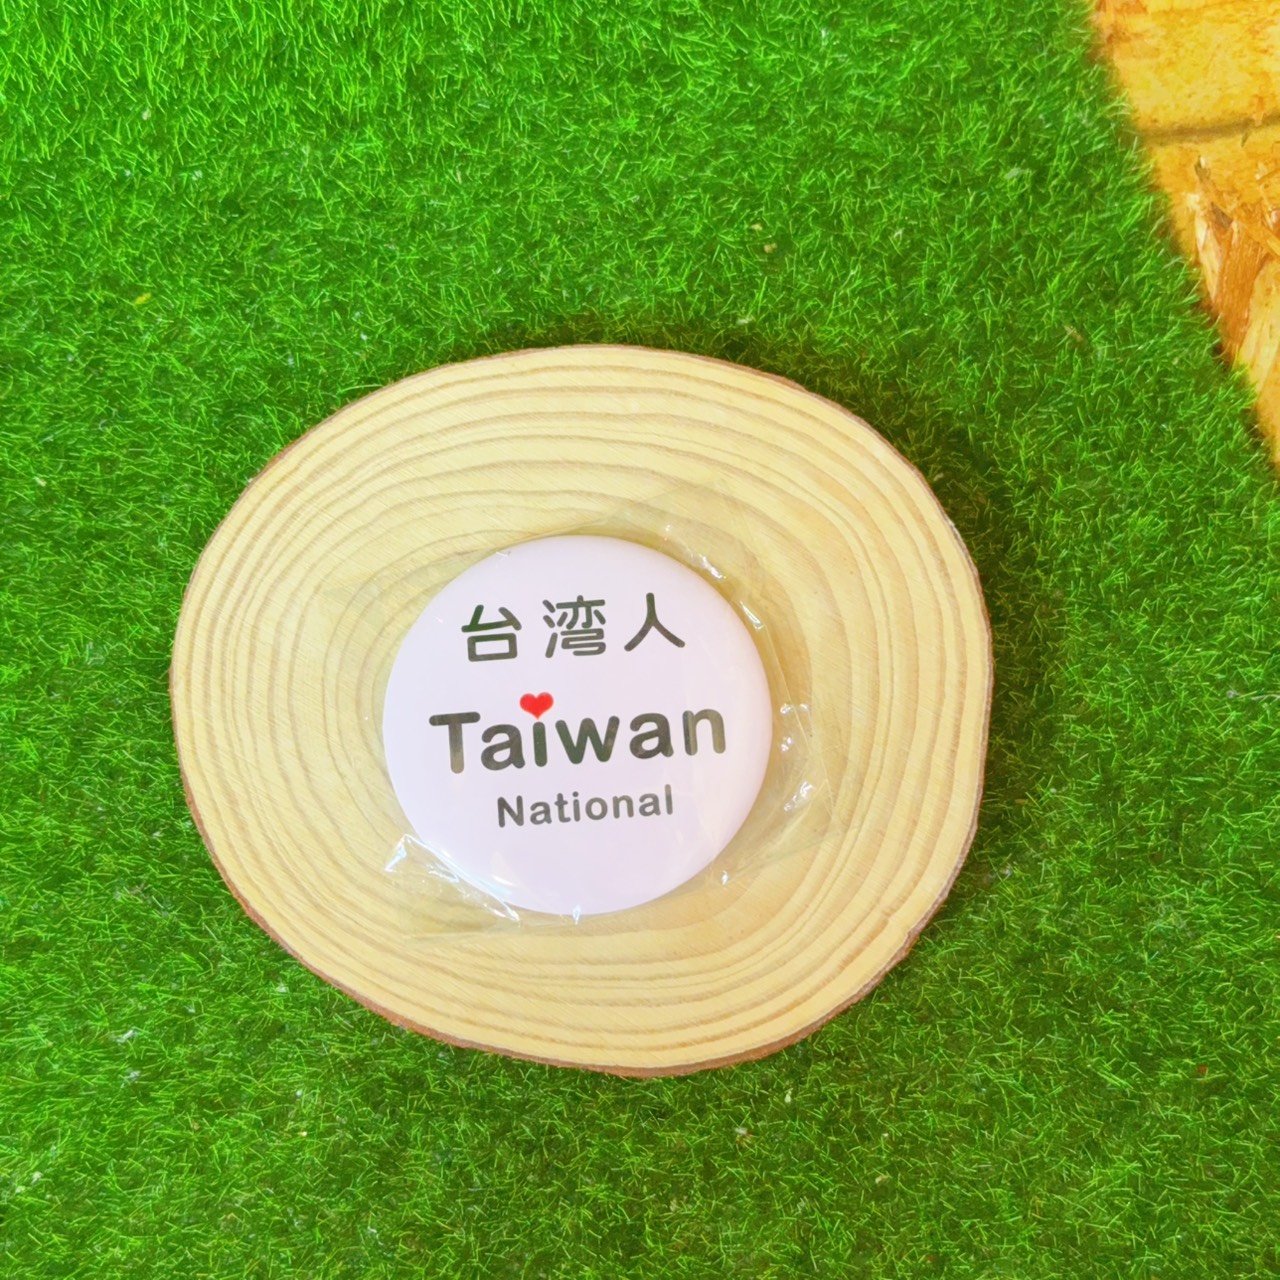 台湾人
Taiwan
National